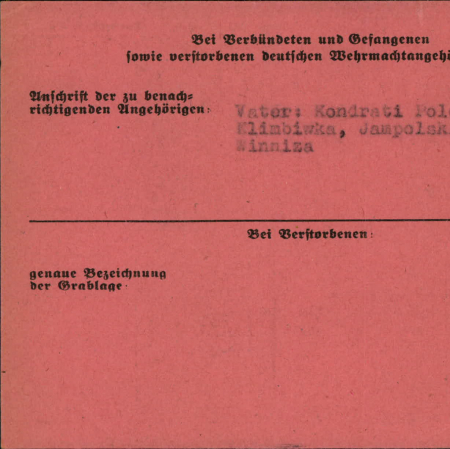 Bei Verbündeten und Gefangenen
sowie verstorbenen deutschen Wehrmachtangehö
Anschrift der zu benach-
richtigenden Angehörigen:
Vater: Kondrati Pol
Klimbiwka, Jampolsk
Winniza
Bei Verstorbenen:
genaue Bezeichnung
der Grablage: